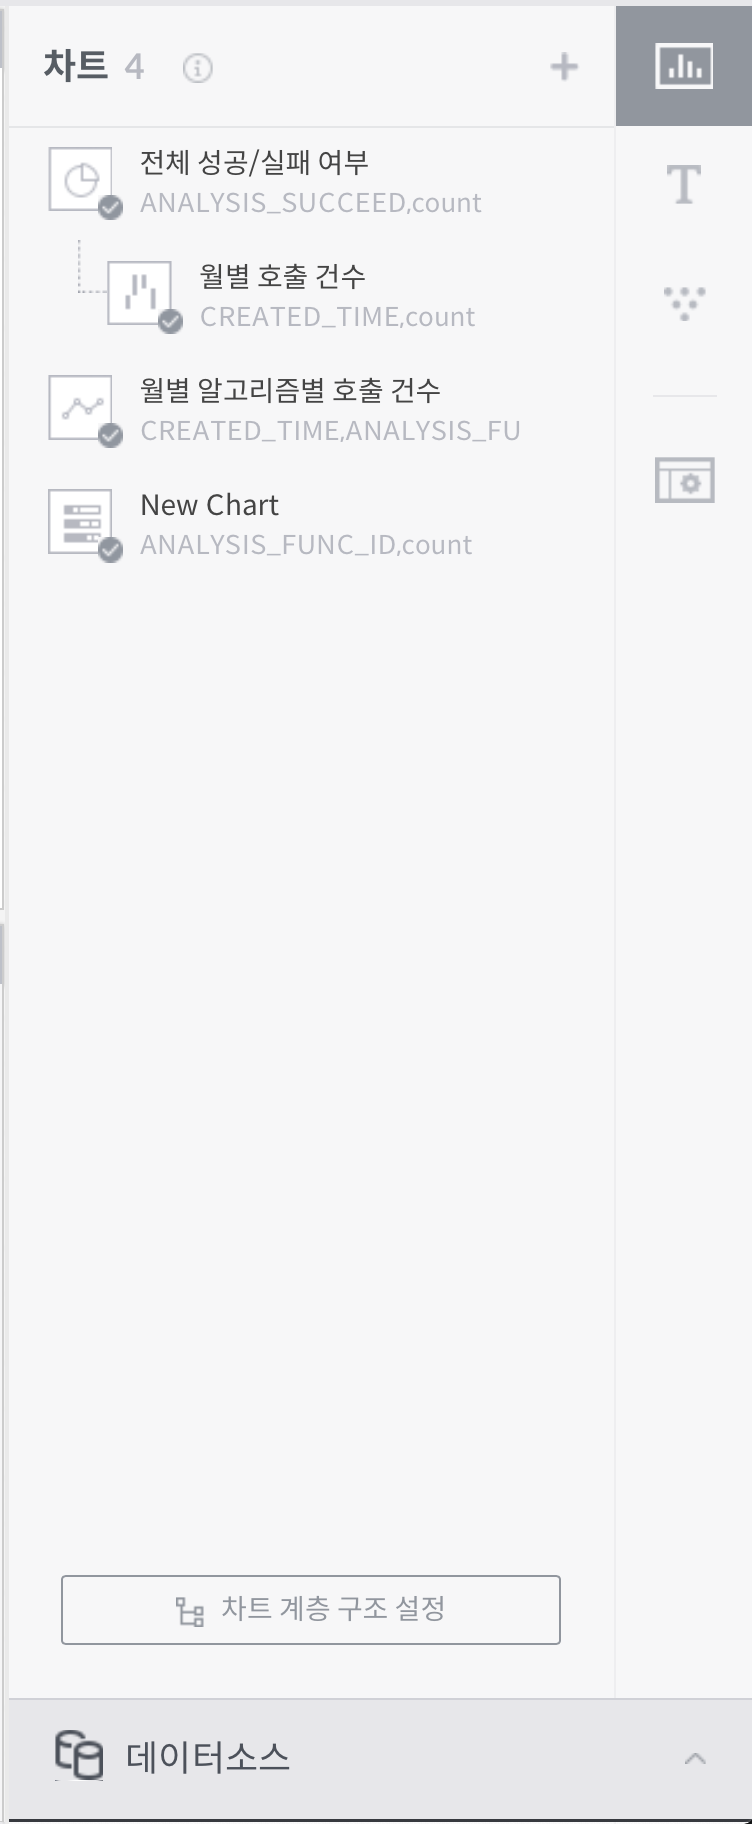 차트 4
전체 성공/실패 여부
ANALYSIS_SUCCEED,count
월별 호출 건수
CREATED_TIME,count
월별 알고리즘별 호출 건수
CREATED_TIME,ANALYSIS_FU
New Chart
ANALYSIS_FUNC_ID,count
차트 계층 구조 설정
데이터소스